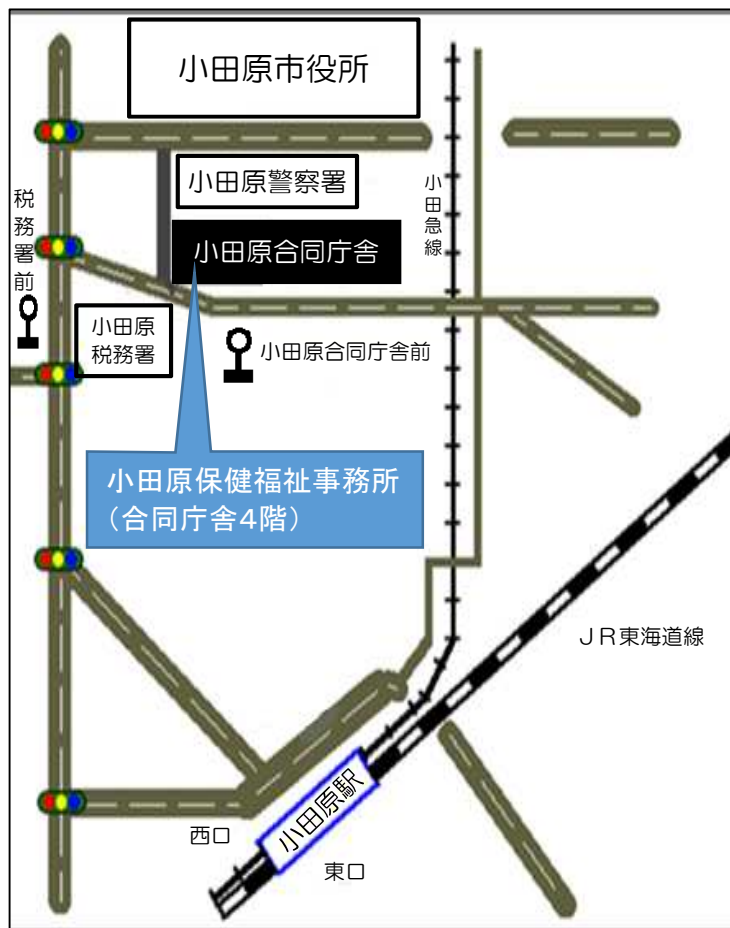 小田原市役所
小田原警察署
小田急線
税務署前
小田原合同庁舎
小田原
税務署
小田原合同庁舎前
小田原保健福祉事務所
（合同庁舎4階）
ＪＲ東海道線
小田原駅
西口
東口